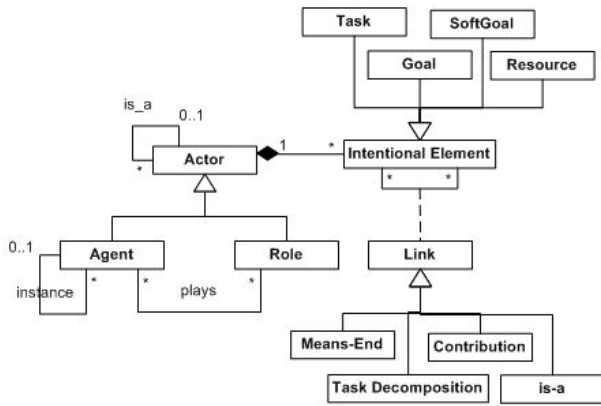 Task
SoftGoal
Goal
Resource
is_a
0..1
*
Actor
1
*
Intentional Element
*
*
0..1
Agent
Role
Link
instance
*
*
plays
*
Means-End
Contribution
Task Decomposition
is-a